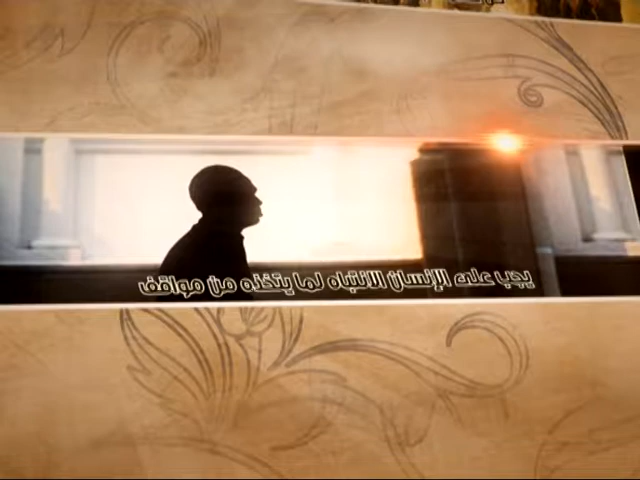 يجب على الإنسان الانتباه لما يتخذه من مواقف